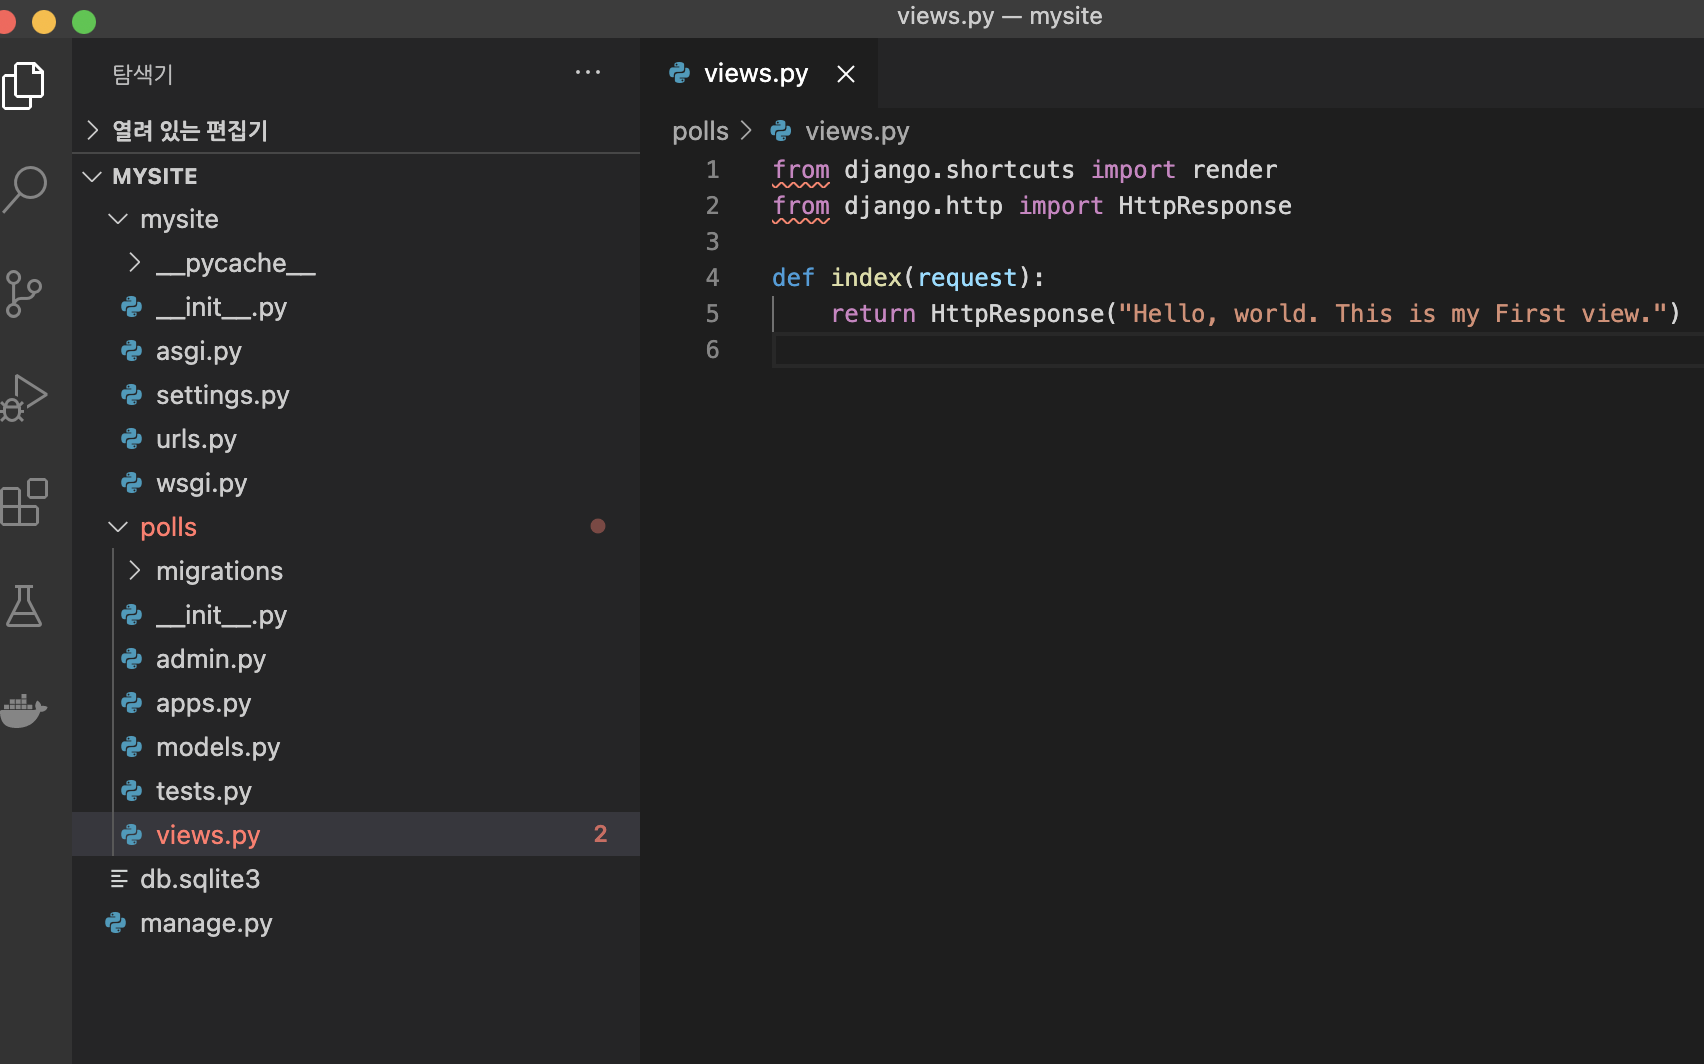 views.py — mysite
탐색기
열려 있는 편집기
MYSITE
mysite
__pycache__
__init__.py
asgi.py
settings.py
urls.py
wsgi.py
polls
migrations
__init__.py
admin.py
apps.py
models.py
tests.py
views.py 2
db.sqlite3
manage.py
views.py
polls > views.py
1 from django.shortcuts import render
2 from django.http import HttpResponse
3
4 def index(request):
5     return HttpResponse("Hello, world. This is my First view.")
6